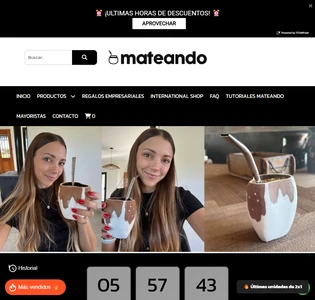 🚨 ¡ULTIMAS HORAS DE DESCUENTOS! 🚨
APROVECHAR
Buscar..
mateando
INICIO PRODUCTOS REGALOS EMPRESARIALES INTERNATIONAL SHOP FAQ TUTORIALES MATEANDO
MAYORISTAS CONTACTO 0
Historial
05 57 43
Más vendidos 🔥
🔥 Últimas unidades de 2x1